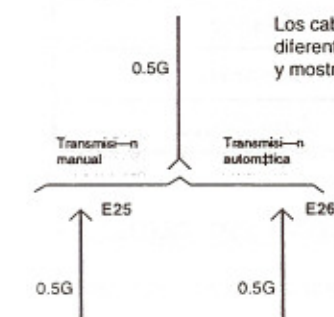 Los cab
diferent
y mostr
0.5G
Transmisi—n
manual
Transmisi—n
autom‡tica
E25
E26
0.5G
0.5G